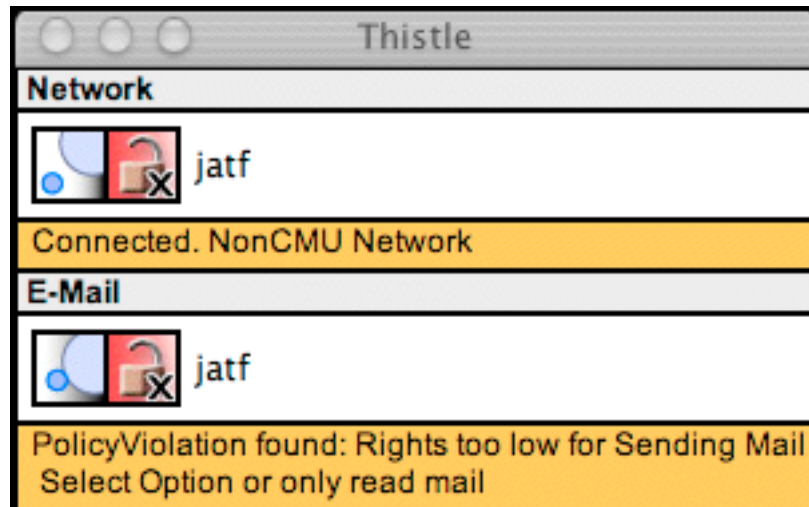 Thistle
Network
jatf
Connected. NonCMU Network
E-Mail
jatf
PolicyViolation found: Rights too low for Sending Mail
Select Option or only read mail